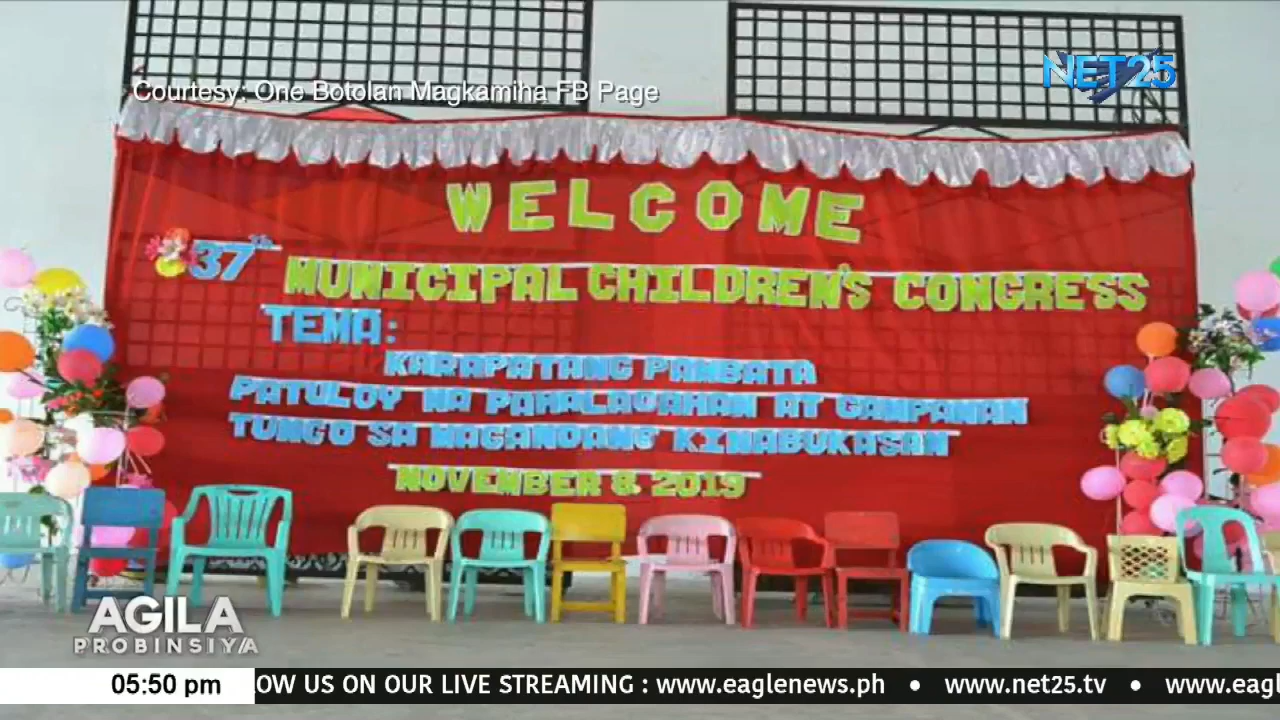 NET25
Courtesy: One Botolan Magkamiha FB Page
WELCOME
37th MUNICIPAL CHILDREN'S CONGRESS
TEMA:
KARAPATANG PAMBATA
PATULOY NA PAHALAGAHAN AT GAMPANAN
TUNGO SA MAGANDANG KINABUKASAN
NOVEMBER 8, 2019
AGILA
PROBINSIYA
05:50 pm
OW US ON OUR LIVE STREAMING : www.eaglenews.ph • www.net25.tv • www.eagl